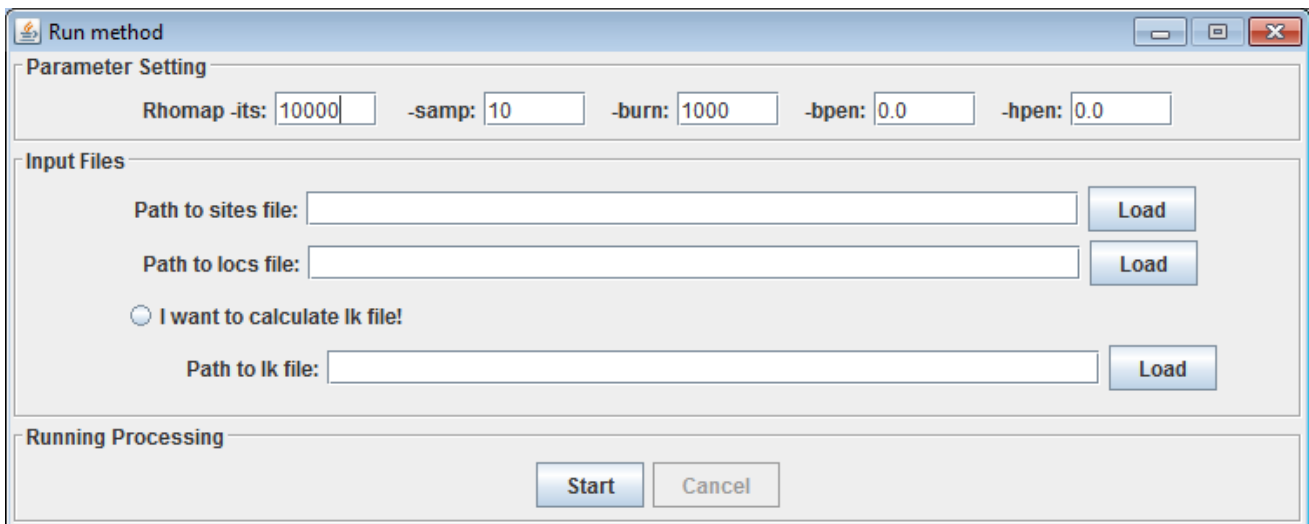 Run method
Parameter Setting
Rhomap -its: 10000 -samp: 10 -burn: 1000 -bpen: 0.0 -hpen: 0.0
Input Files
Path to sites file: Load
Path to locs file: Load
I want to calculate lk file!
Path to lk file: Load
Running Processing
Start Cancel